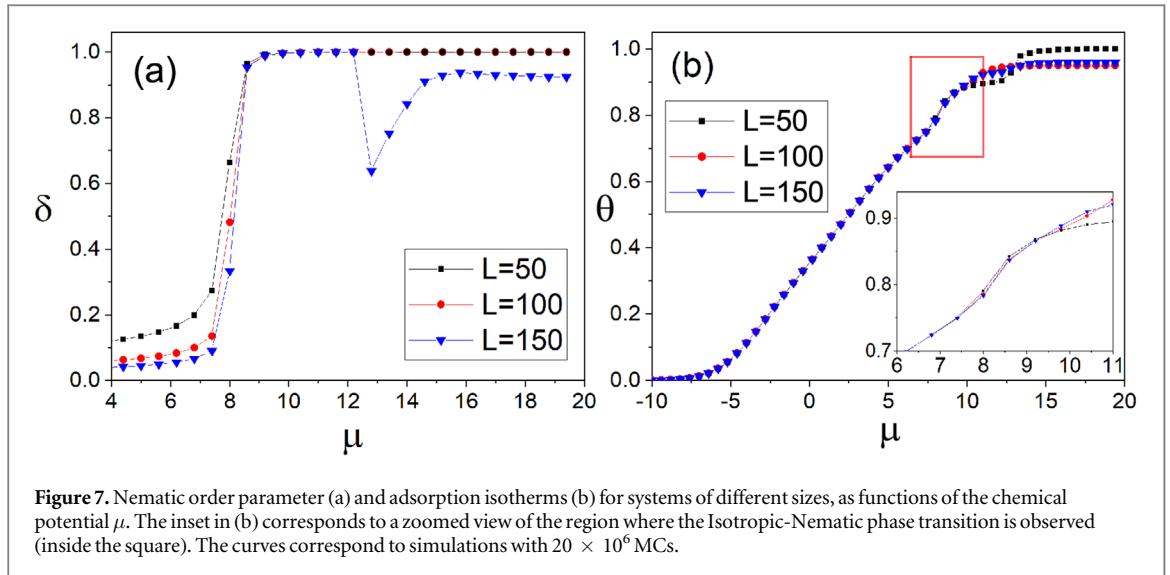 (a)
δ
1.0
0.8
0.6
0.4
0.2
0.0
L=50
L=100
L=150
4 6 8 10 12 14 16 18 20
μ
(b)
θ
1.0
0.8
0.6
0.4
0.2
0.0
L=50
L=100
L=150
0.9
0.8
0.7
6 7 8 9 10 11
-10 -5 0 5 10 15 20
μ
Figure 7. Nematic order parameter (a) and adsorption isotherms (b) for systems of different sizes, as functions of the chemical
potential μ. The inset in (b) corresponds to a zoomed view of the region where the Isotropic-Nematic phase transition is observed
(inside the square). The curves correspond to simulations with 20 × 10⁶ MCs.